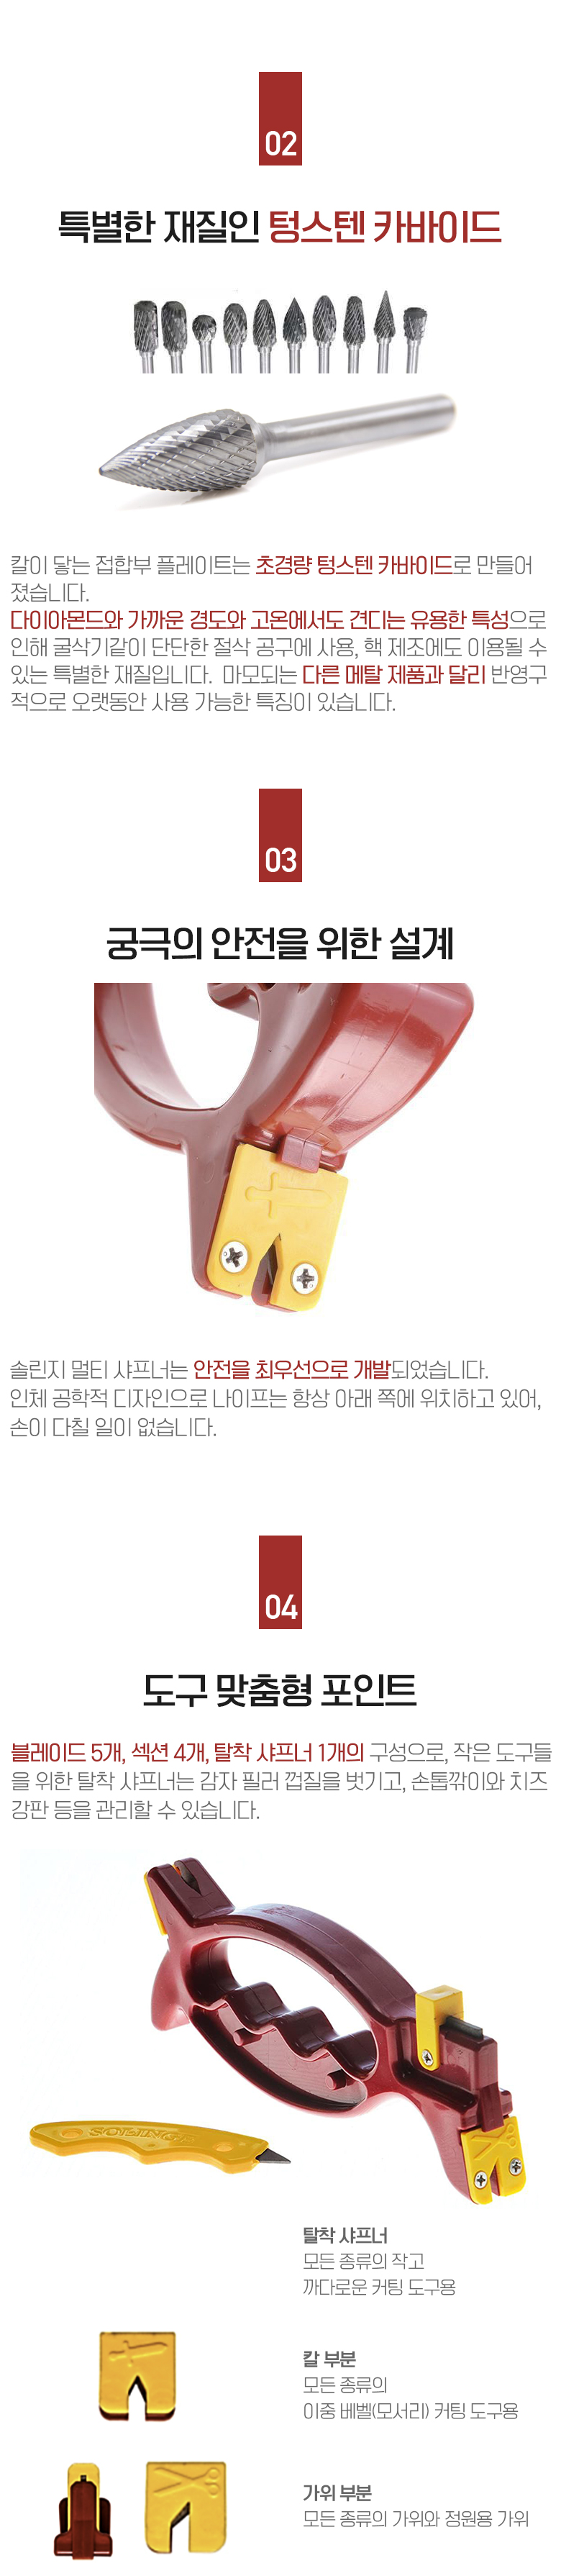 02
특별한 재질인 텅스텐 카바이드
칼이 닿는 접합부 플레이트는 초경량 텅스텐 카바이드로 만들어
졌습니다.
다이아몬드와 가까운 경도와 고온에서도 견디는 유용한 특성으로
인해 굴삭기같이 단단한 절삭 공구에 사용, 핵 제조에도 이용될 수
있는 특별한 재질입니다. 마모되는 다른 메탈 제품과 달리 반영구
적으로 오랫동안 사용 가능한 특징이 있습니다.
03
궁극의 안전을 위한 설계
솔린지 멀티 샤프너는 안전을 최우선으로 개발되었습니다.
인체 공학적 디자인으로 나이프는 항상 아래 쪽에 위치하고 있어,
손이 다칠 일이 없습니다.
04
도구 맞춤형 포인트
블레이드 5개, 섹션 4개, 탈착 샤프너 1개의 구성으로, 작은 도구들
을 위한 탈착 샤프너는 감자 필러 껍질을 벗기고, 손톱깎이와 치즈
강판 등을 관리할 수 있습니다.
탈착 샤프너
모든 종류의 작고
까다로운 커팅 도구용
칼 부분
모든 종류의
이중 베벨(모서리) 커팅 도구용
가위 부분
모든 종류의 가위와 정원용 가위